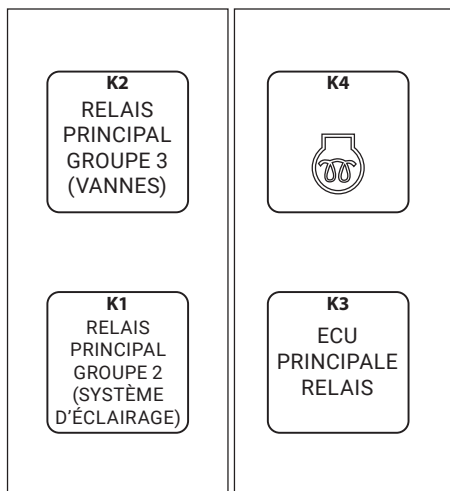 K2
RELAIS
PRINCIPAL
GROUPE 3
(VANNES)
K4
K1
RELAIS
PRINCIPAL
GROUPE 2
(SYSTÈME
D'ÉCLAIRAGE)
K3
ECU
PRINCIPALE
RELAIS